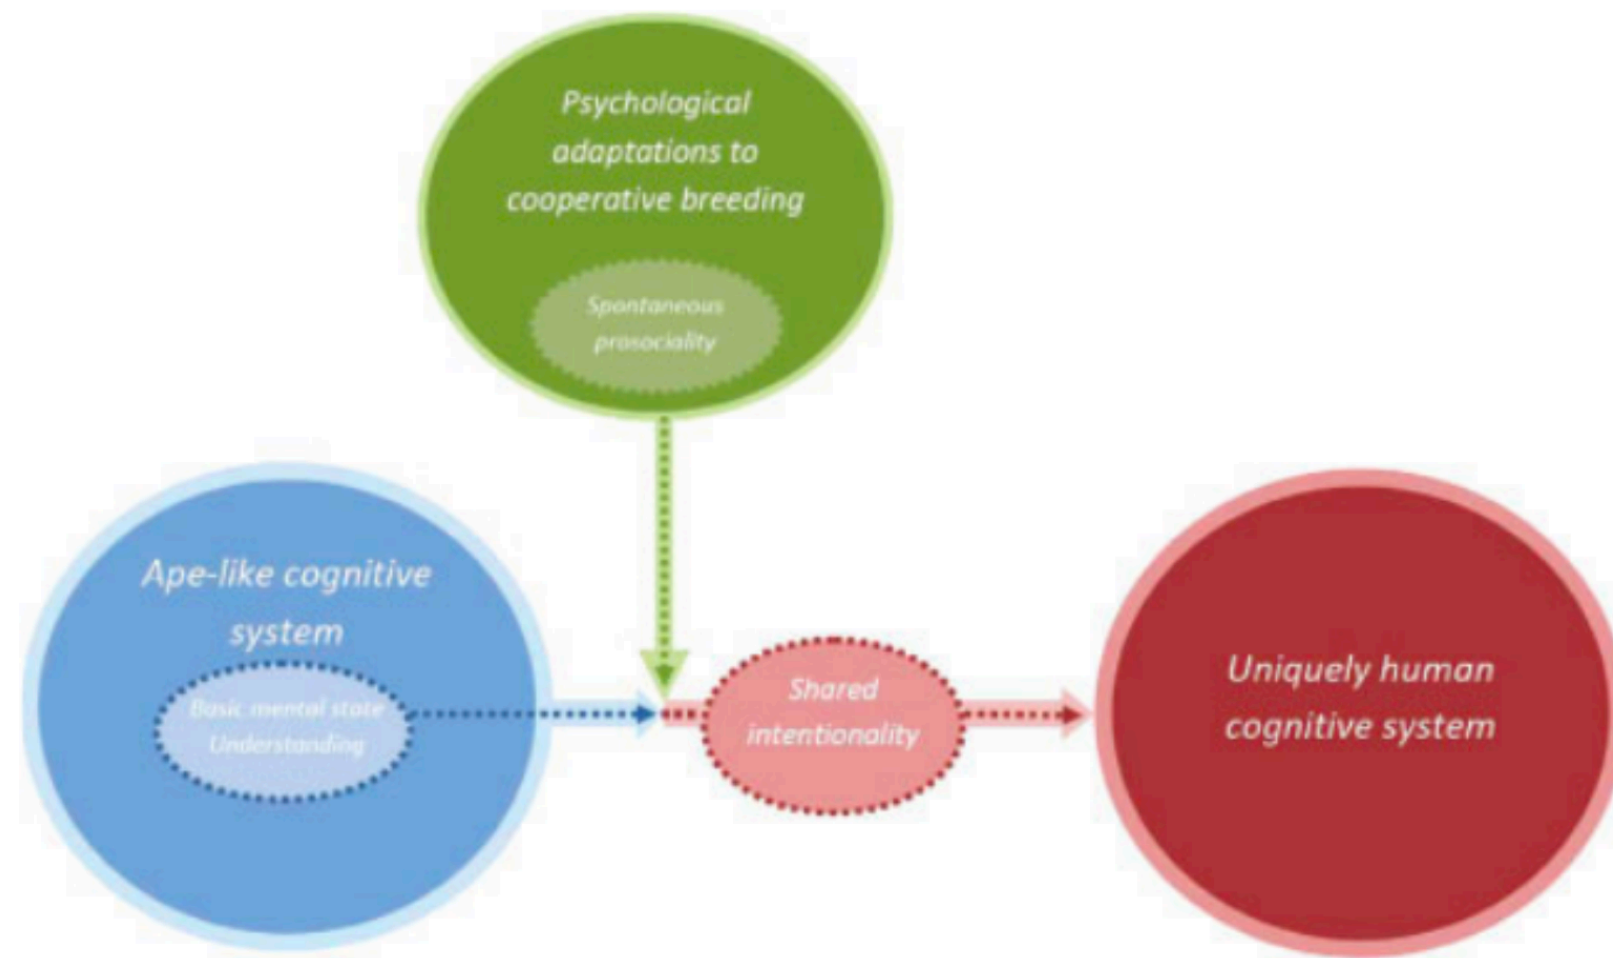 Psychological
adaptations to
cooperative breeding
Spontaneous
prosociality
Ape-like cognitive
system
Basic mental state
Understanding
Shared
intentionality
Uniquely human
cognitive system